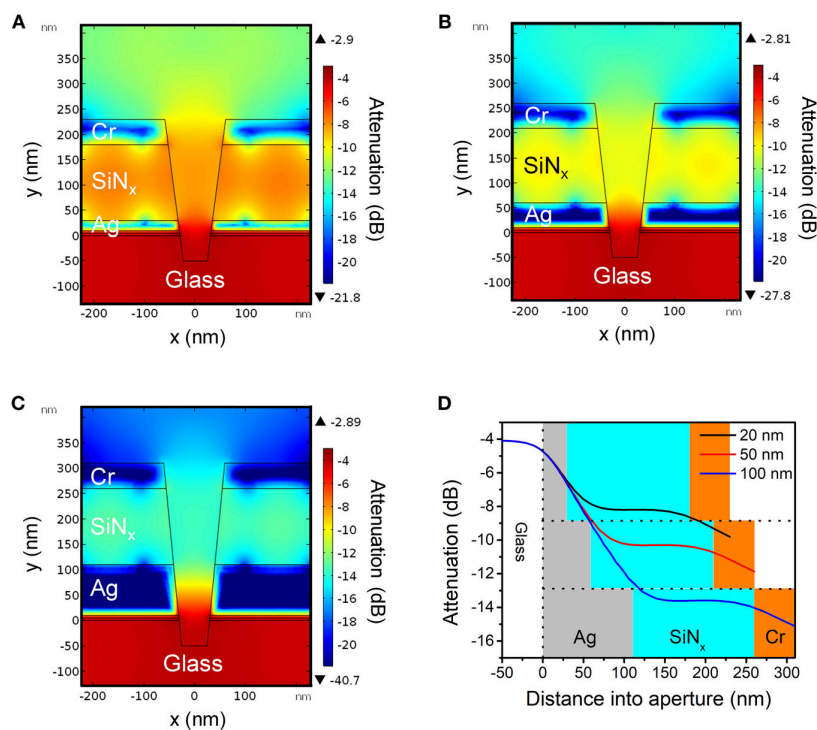 A
nm
-2.9
350
300
250
200
150
100
50
0
-50
-100
y (nm)
Cr
SiNx
Ag
Glass
-200
-100
0
100
nm
x (nm)
-4
-6
-8
-10
-12
-14
-16
-18
-20
-21.8
Attenuation (dB)
B
nm
-2.81
350
300
250
200
150
100
50
0
-50
-100
y (nm)
Cr
SiNx
Ag
Glass
-200
-100
0
100
nm
x (nm)
-4
-6
-8
-10
-12
-14
-16
-18
-20
-27.8
Attenuation (dB)
C
nm
-2.89
400
350
300
250
200
150
100
50
0
-50
-100
y (nm)
Cr
SiNx
Ag
Glass
-200
-100
0
100
nm
x (nm)
-4
-6
-8
-10
-12
-14
-16
-18
-20
-40.7
Attenuation (dB)
D
-4
-6
-8
-10
-12
-14
-16
Attenuation (dB)
Glass
20 nm
50 nm
100 nm
Ag
SiNx
Cr
-50
0
50
100
150
200
250
300
Distance into aperture (nm)